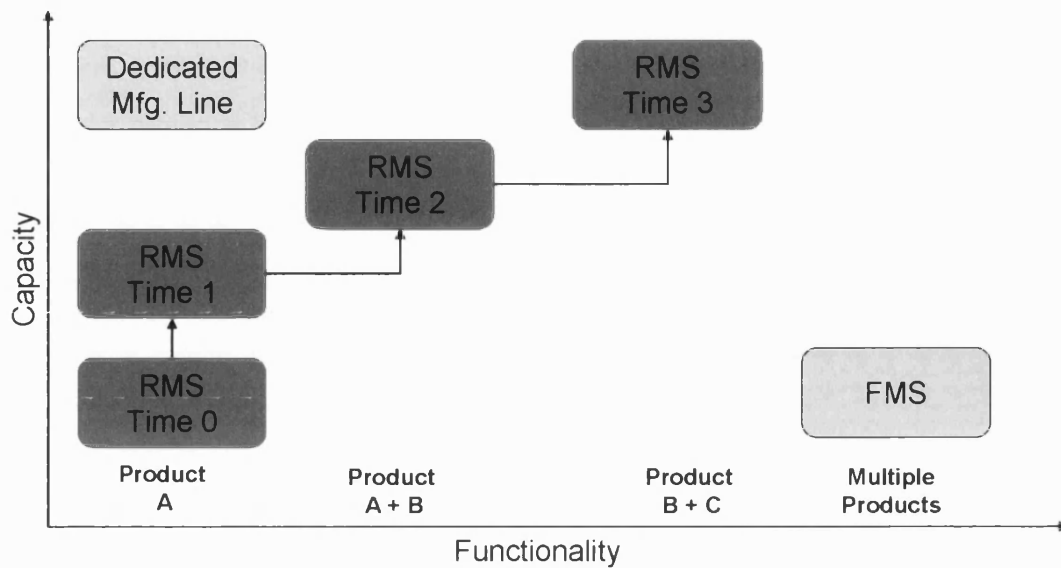 Dedicated
Mfg. Line
RMS
Time 3
RMS
Time 2
RMS
Time 1
RMS
Time 0
FMS
Capacity
Product
A
Product
A + B
Product
B + C
Multiple
Products
Functionality